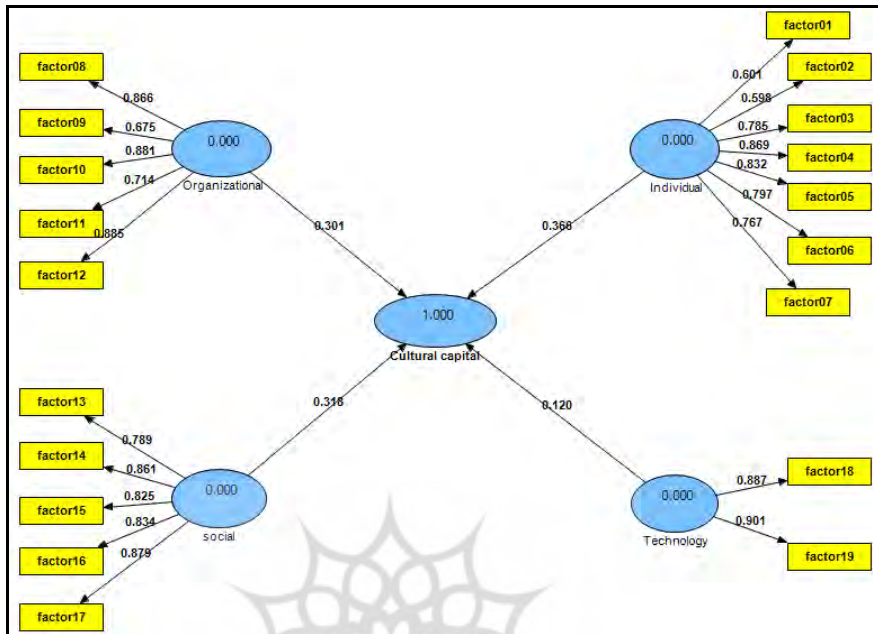 factor01
factor08
0.866
factor09
0.675
factor10
0.881
factor11
0.714
factor12
0.885
0.000
Organizational
0.301
0.601
factor02
0.598
factor03
0.785
factor04
0.869
factor05
0.832
factor06
0.797
factor07
0.767
0.000
Individual
0.368
1.000
Cultural capital
factor13
0.789
factor14
0.861
factor15
0.825
factor16
0.834
factor17
0.879
0.000
social
0.318
0.120
0.000
Technology
factor18
0.887
factor19
0.901